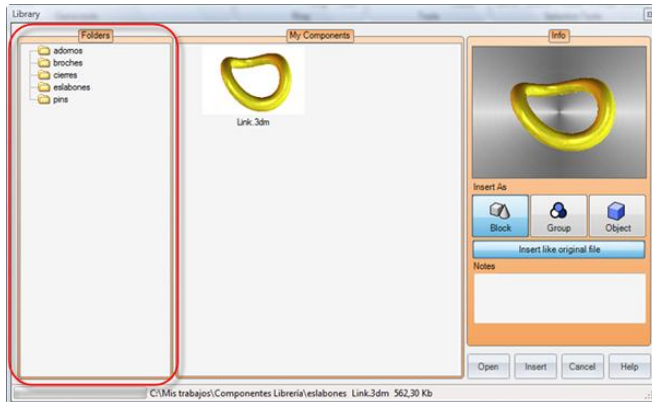 Library
Folders
My Components
Info
adornos
broches
cierres
eslabones
pins
Link.3dm
Insert As
Block
Group
Object
Insert like original file
Notes
Open
Insert
Cancel
Help
C:\Mis trabajos\Componentes Libreria\eslabones Link.3dm 562,30 Kb